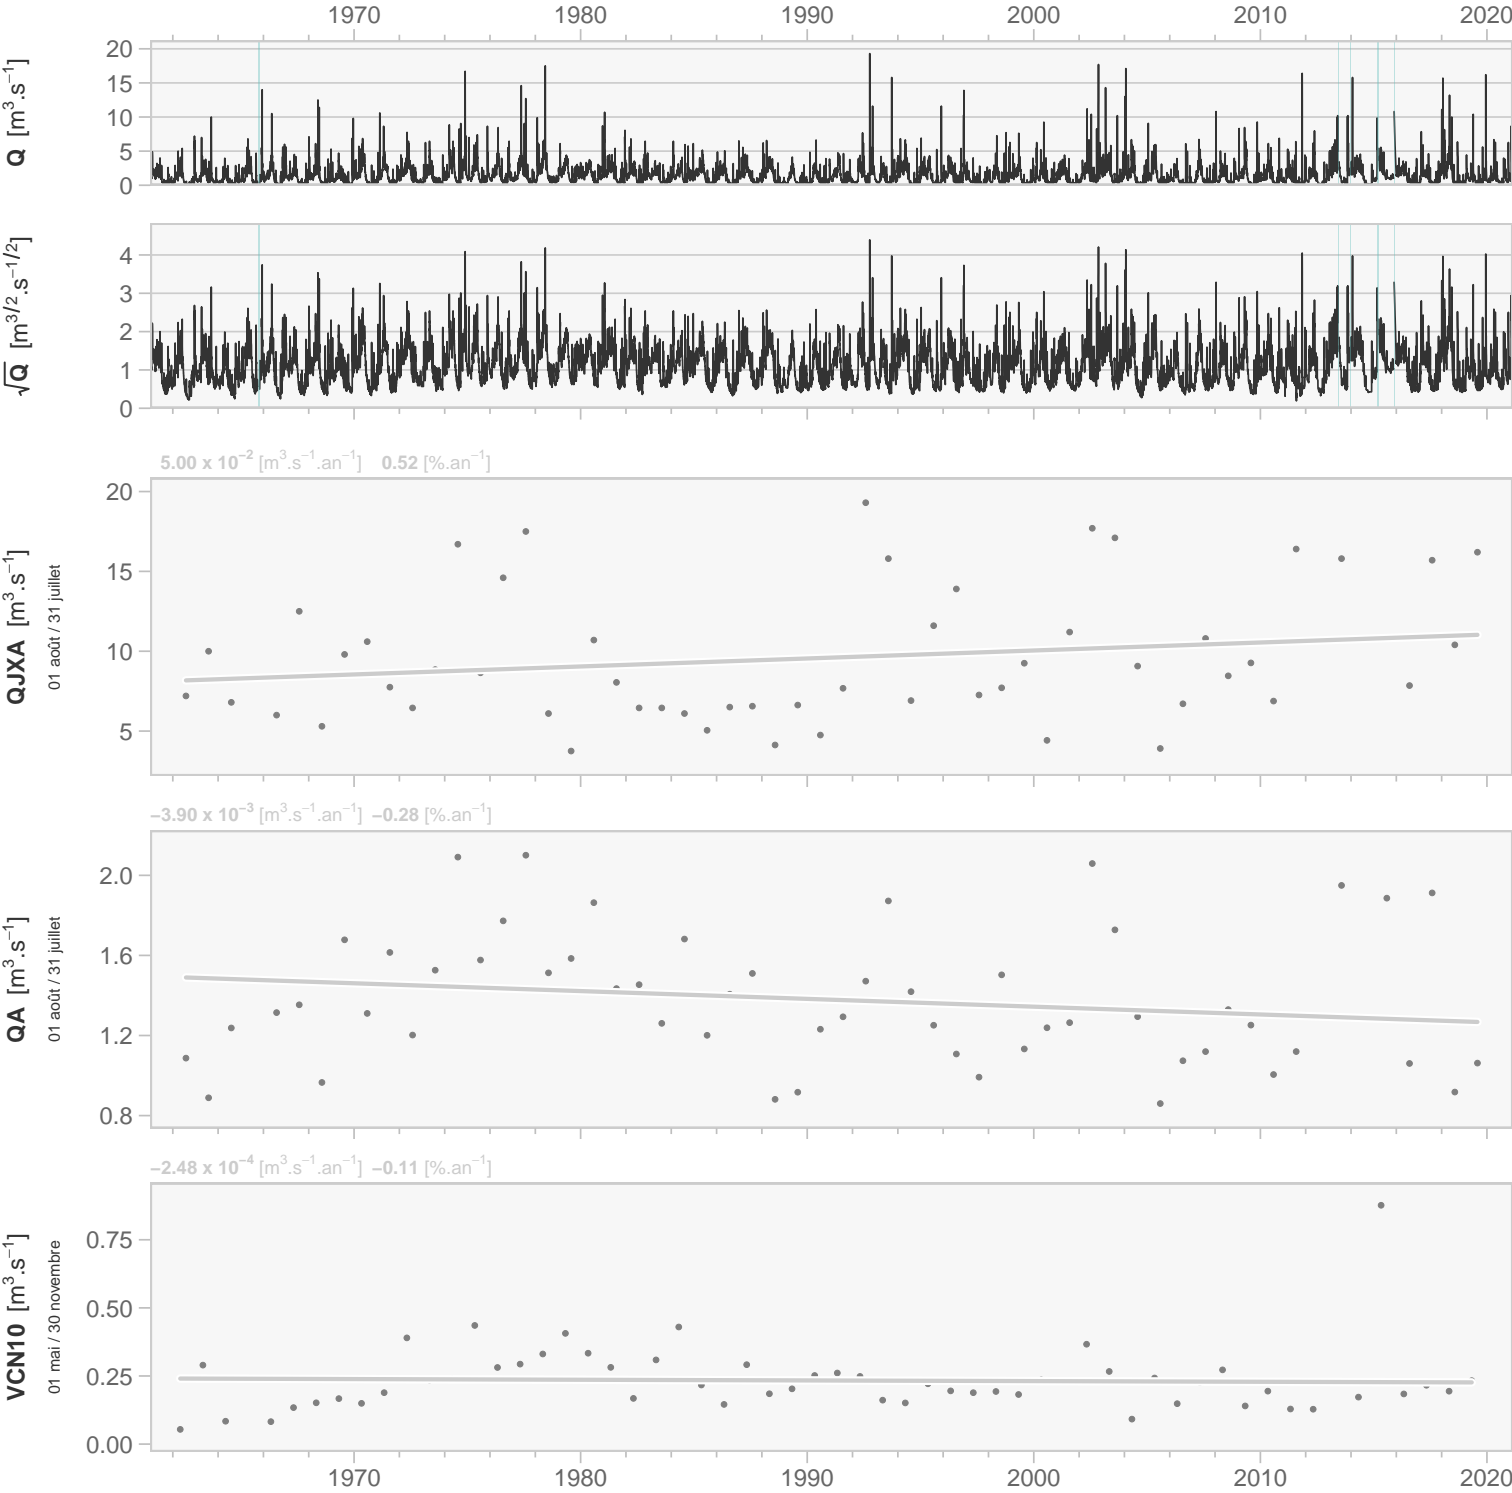 1970 1980 1990 2000 2010 2020
Q [m³.s⁻¹]
20
15
10
5
0
√Q [m³ᐟ².s⁻¹ᐟ²]
4
3
2
1
0
5.00 x 10⁻² [m³.s⁻¹.an⁻¹] 0.52 [%.an⁻¹]
QJXA [m³.s⁻¹]
01 août / 31 juillet
20
15
10
5
−3.90 x 10⁻³ [m³.s⁻¹.an⁻¹] −0.28 [%.an⁻¹]
QA [m³.s⁻¹]
01 août / 31 juillet
2.0
1.6
1.2
0.8
−2.48 x 10⁻⁴ [m³.s⁻¹.an⁻¹] −0.11 [%.an⁻¹]
VCN10 [m³.s⁻¹]
01 mai / 30 novembre
0.75
0.50
0.25
0.00
1970 1980 1990 2000 2010 2020